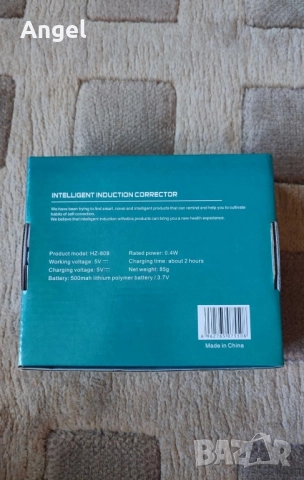 Angel
INTELLIGENT INDUCTION CORRECTOR
We have been trying to find small, novel and intelligent products that can remind and help you to cultivate
habits of self-correction.
We believe that intelligent induction orthotics products can bring you a new health experience.
Product model: HZ-808
Working voltage: 5V
Charging voltage: 5V
Battery: 500mah lithium polymer battery / 3.7V
Rated power: 0.4W
Charging time: about 2 hours
Net weight: 60g
Made in China
BAZAR